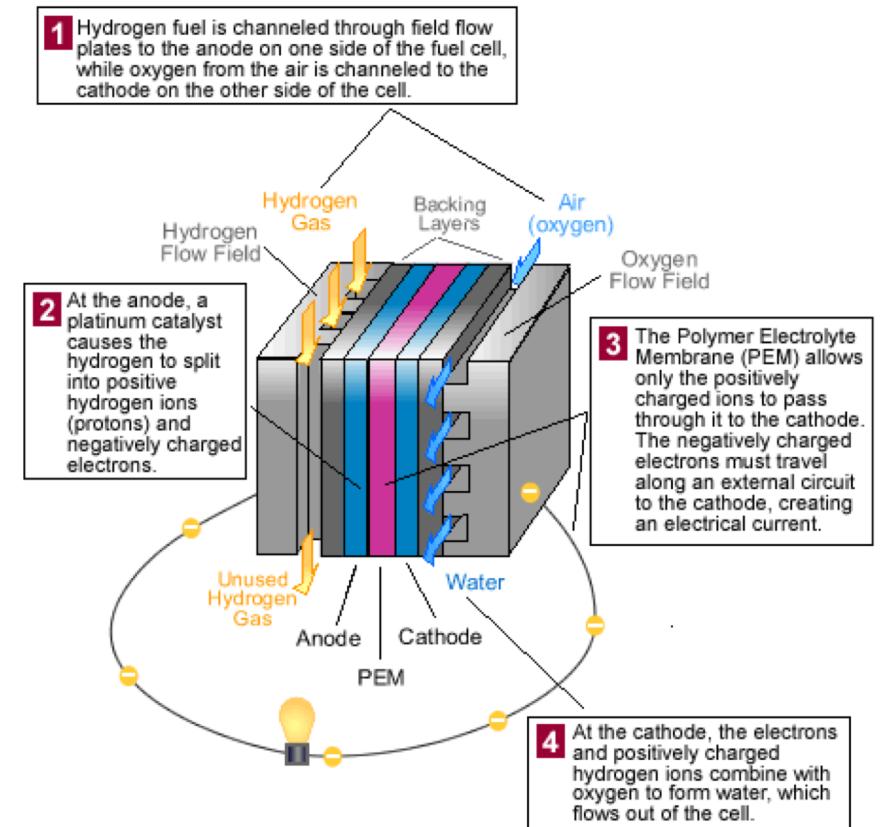 1 Hydrogen fuel is channeled through field flow
plates to the anode on one side of the fuel cell,
while oxygen from the air is channeled to the
cathode on the other side of the cell.
Hydrogen
Gas
Backing
Layers
Air
(oxygen)
Hydrogen
Flow Field
Oxygen
Flow Field
2 At the anode, a
platinum catalyst
causes the
hydrogen to split
into positive
hydrogen ions
(protons) and
negatively charged
electrons.
3 The Polymer Electrolyte
Membrane (PEM) allows
only the positively
charged ions to pass
through it to the cathode.
The negatively charged
electrons must travel
along an external circuit
to the cathode, creating
an electrical current.
Unused
Hydrogen
Gas
Water
Anode
Cathode
PEM
4 At the cathode, the electrons
and positively charged
hydrogen ions combine with
oxygen to form water, which
flows out of the cell.